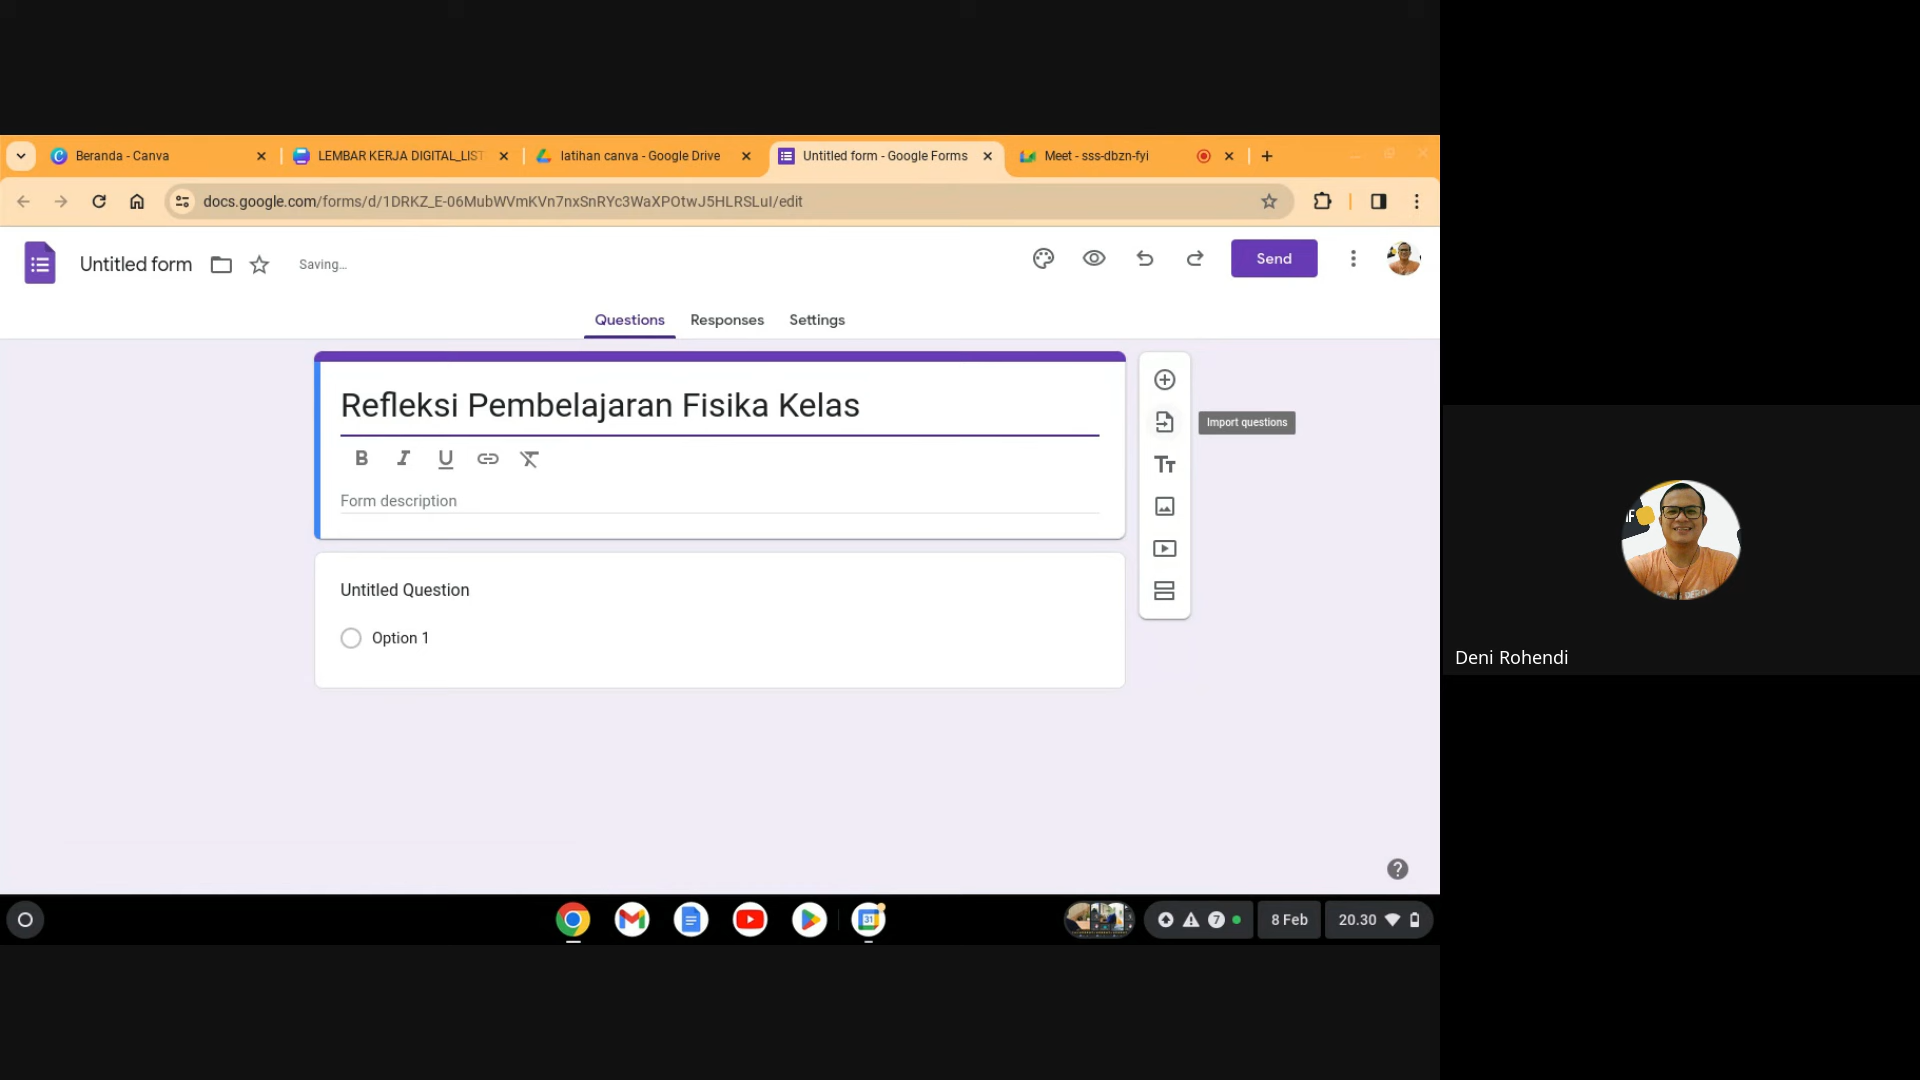 Beranda - Canva
LEMBAR KERJA DIGITAL_LIST
latihan canva - Google Drive
Untitled form - Google Forms
Meet - sss-dbzn-fyi
docs.google.com/forms/d/1DRKZ_E-06MubWVmKVn7nxSnRYc3WaXPOtwJ5HLRSLuI/edit
Untitled form
Saving...
Send
Questions
Responses
Settings
Refleksi Pembelajaran Fisika Kelas
Import questions
B I U
Form description
Untitled Question
Option 1
Deni Rohendi
31
7
8 Feb
20.30